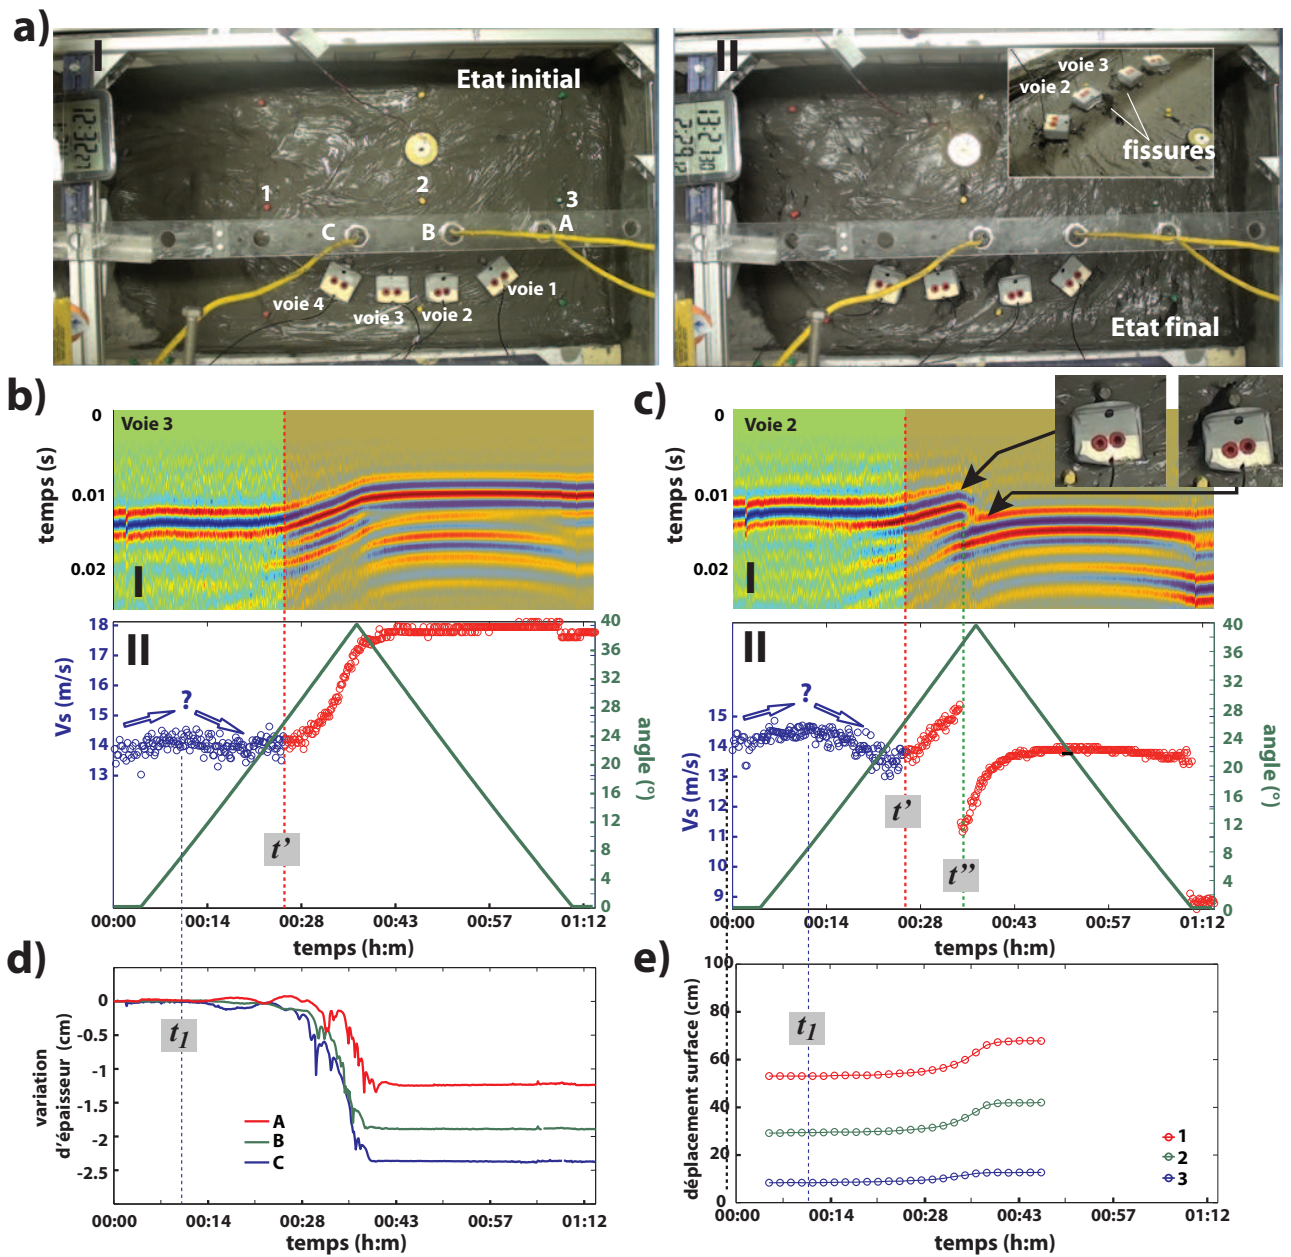 a)
I
Etat initial
1
2
3
A
B
C
voie 4
voie 3
voie 2
voie 1
II
voie 3
voie 2
fissures
Etat final
b)
Voie 3
temps (s)
0
0.01
0.02
I
II
Vs (m/s)
18
17
16
15
14
13
?
t'
angle (°)
40
36
32
28
24
20
16
12
8
4
0
00:00
00:14
00:28
00:43
00:57
01:12
temps (h:m)
c)
Voie 2
temps (s)
0
0.01
0.02
I
II
Vs (m/s)
15
14
13
12
11
10
9
?
t'
t''
angle (°)
40
36
32
28
24
20
16
12
8
4
0
00:00
00:14
00:28
00:43
00:57
01:12
temps (h:m)
d)
variation
d'épaisseur (cm)
0
-0.5
-1
-1.5
-2
-2.5
t1
A
B
C
00:00
00:14
00:28
00:43
00:57
01:12
temps (h:m)
e)
déplacement surface (cm)
100
80
60
40
20
0
t1
1
2
3
00:00
00:14
00:28
00:43
00:57
01:12
temps (h:m)